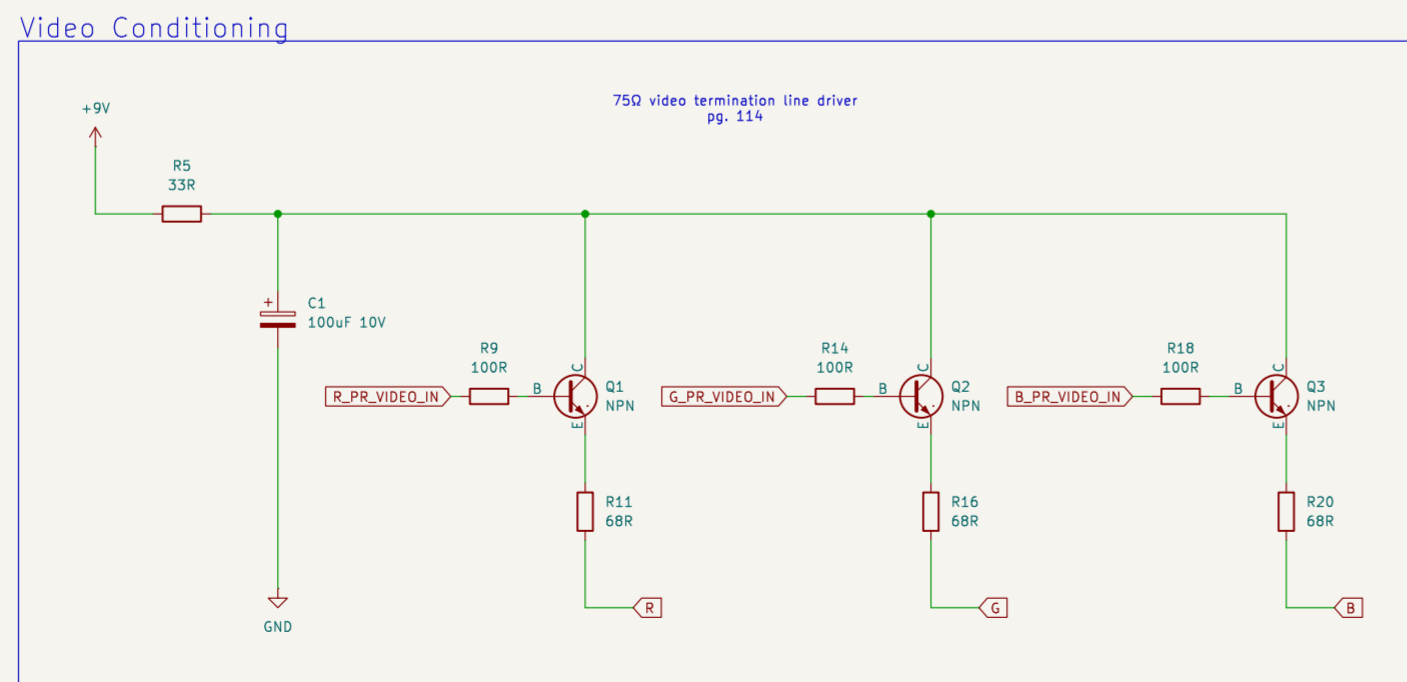 Video Conditioning
75Ω video termination line driver
pg. 114
+9V
R5
33R
+
C1
100uF 10V
GND
R9
100R
R_PR_VIDEO_IN
B
C
E
Q1
NPN
R11
68R
R
R14
100R
G_PR_VIDEO_IN
B
C
E
Q2
NPN
R16
68R
G
R18
100R
B_PR_VIDEO_IN
B
C
E
Q3
NPN
R20
68R
B